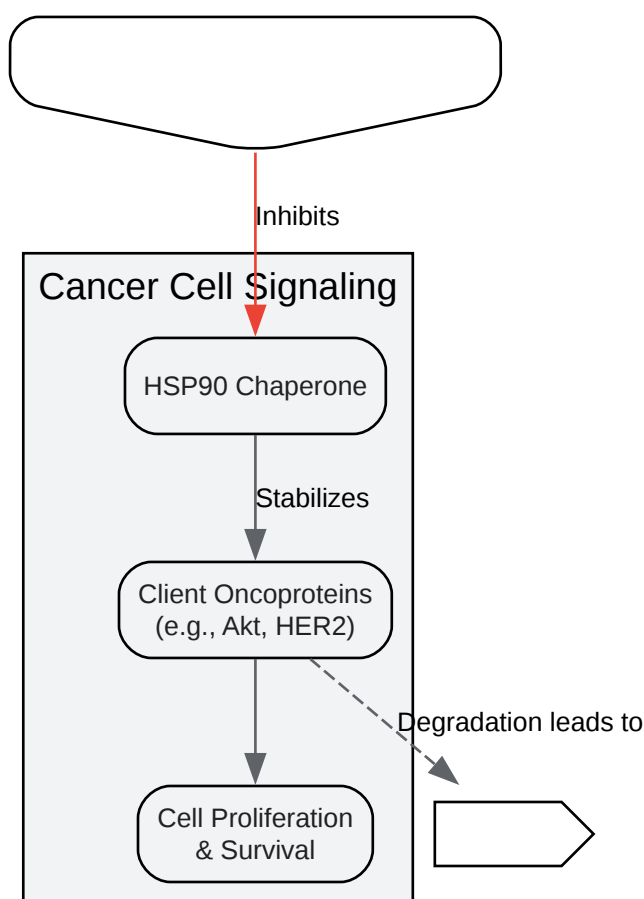 Inhibits
Cancer Cell Signaling
HSP90 Chaperone
Stabilizes
Client Oncoproteins
(e.g., Akt, HER2)
Degradation leads to
Cell Proliferation
& Survival